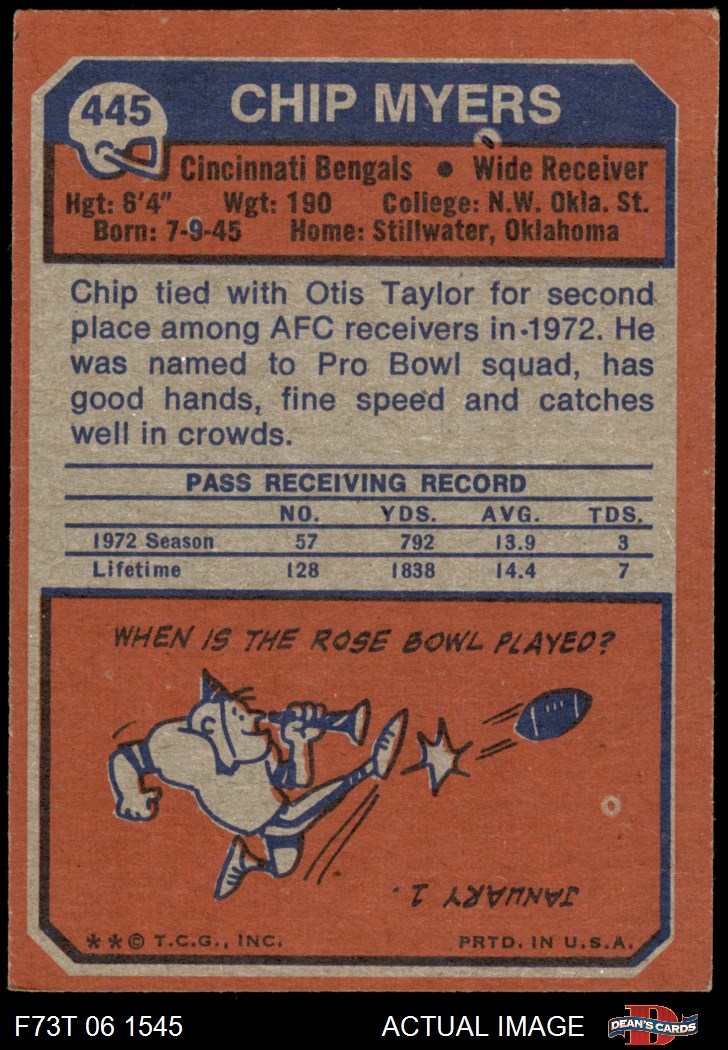 445
CHIP MYERS
Cincinnati Bengals • Wide Receiver
Hgt: 6'4" Wgt: 190 College: N.W. Okla. St.
Born: 7-9-45 Home: Stillwater, Oklahoma
Chip tied with Otis Taylor for second
place among AFC receivers in 1972. He
was named to Pro Bowl squad, has
good hands, fine speed and catches
well in crowds.
PASS RECEIVING RECORD
NO. YDS. AVG. TDS.
1972 Season 57 792 13.9 3
Lifetime 128 1838 14.4 7
WHEN IS THE ROSE BOWL PLAYED?
JANUARY 1.
**© T.C.G., INC. PRTD. IN U.S.A.
F73T 06 1545 ACTUAL IMAGE D DEAN'S CARDS